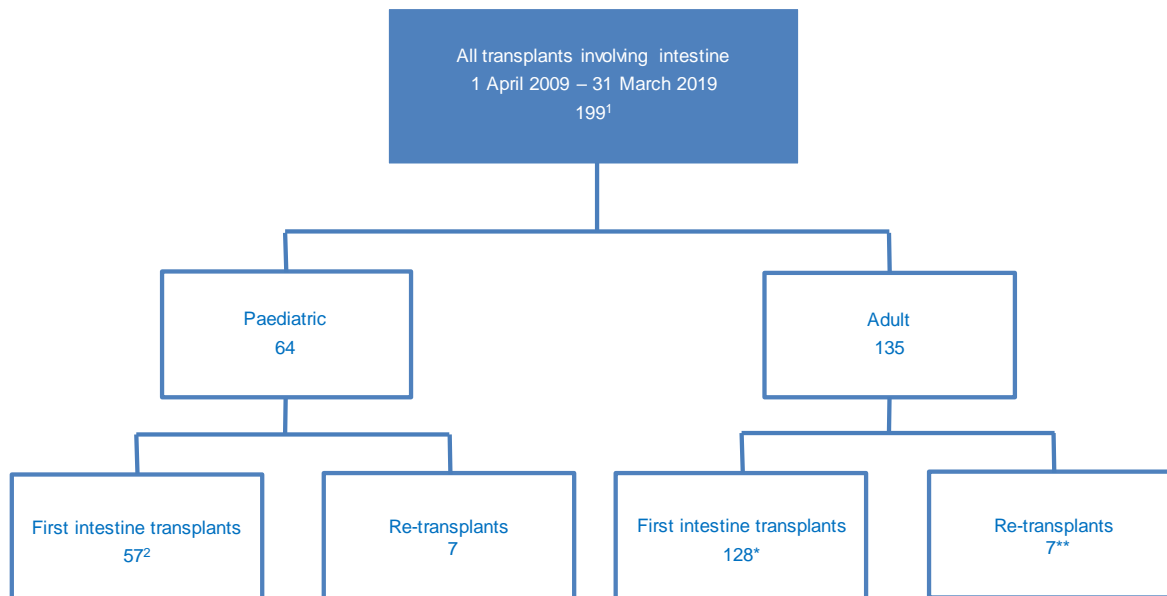 All transplants involving intestine
1 April 2009 – 31 March 2019
199¹
Paediatric
64
Adult
135
First intestine transplants
57²
Re-transplants
7
First intestine transplants
128*
Re-transplants
7**